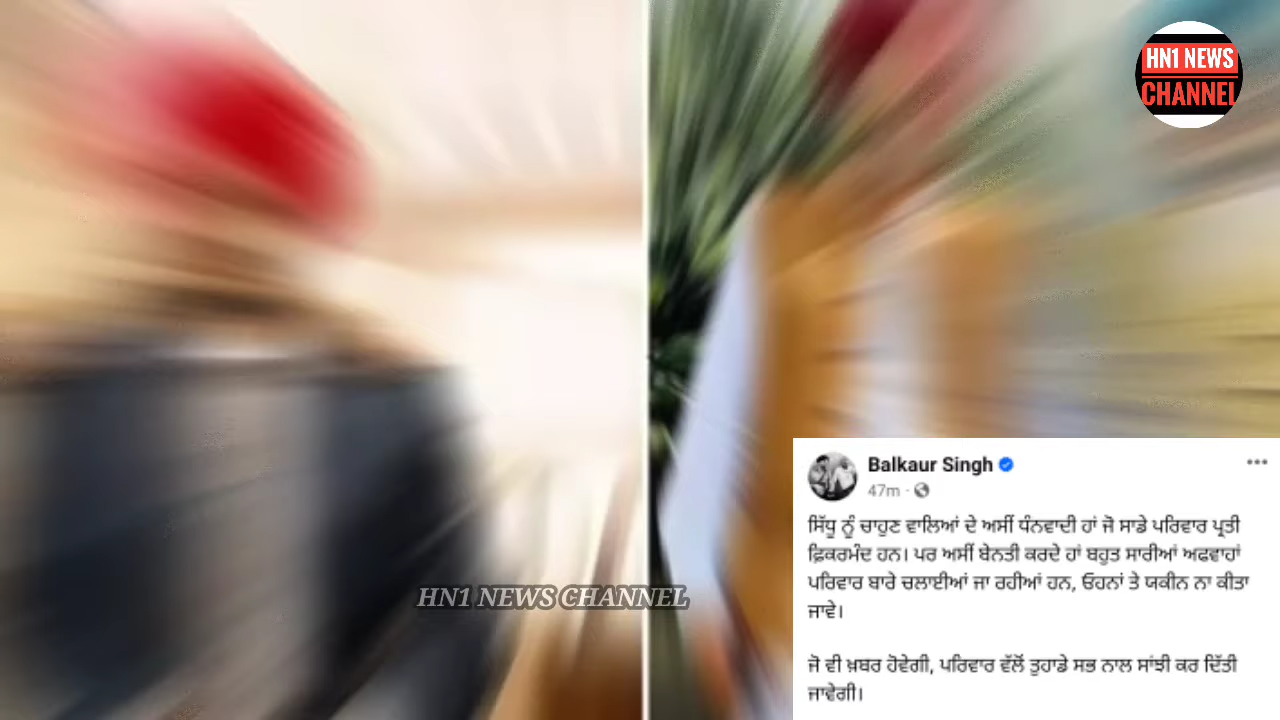 HN1 NEWS
CHANNEL
Balkaur Singh
47m
ਸਿੱਧੂ ਨੂੰ ਚਾਹੁਣ ਵਾਲਿਆਂ ਦੇ ਅਸੀਂ ਧੰਨਵਾਦੀ ਹਾਂ ਜੋ ਸਾਡੇ ਪਰਿਵਾਰ ਪ੍ਰਤੀ
ਫ਼ਿਕਰਮੰਦ ਹਨ। ਪਰ ਅਸੀਂ ਬੇਨਤੀ ਕਰਦੇ ਹਾਂ ਬਹੁਤ ਸਾਰੀਆਂ ਅਫਵਾਹਾਂ
ਪਰਿਵਾਰ ਬਾਰੇ ਚਲਾਈਆਂ ਜਾ ਰਹੀਆਂ ਹਨ, ਓਹਨਾਂ ਤੇ ਯਕੀਨ ਨਾ ਕੀਤਾ
ਜਾਵੇ।
ਜੋ ਵੀ ਖ਼ਬਰ ਹੋਵੇਗੀ, ਪਰਿਵਾਰ ਵੱਲੋਂ ਤੁਹਾਡੇ ਸਭ ਨਾਲ ਸਾਂਝੀ ਕਰ ਦਿੱਤੀ
ਜਾਵੇਗੀ।
HN1 NEWS CHANNEL